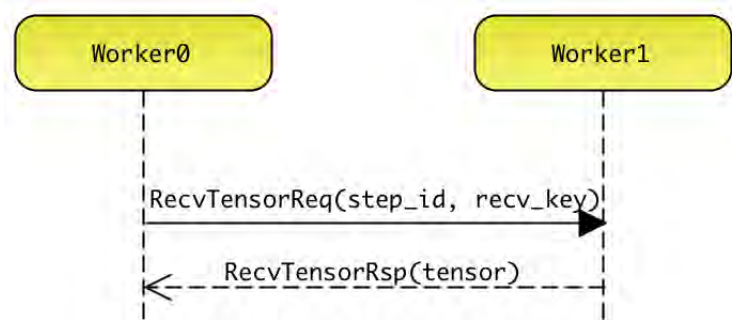 Worker0
Worker1
RecvTensorReq(step_id, recv_key)
RecvTensorRsp(tensor)